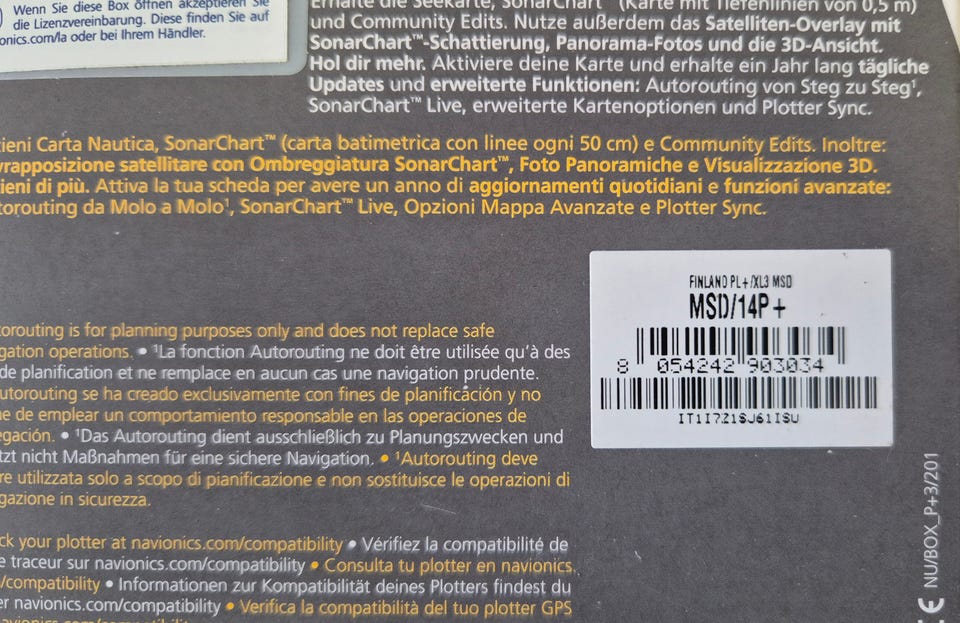 Wenn Sie diese Box öffnen akzeptieren Sie
die Lizenzvereinbarung. Diese finden Sie auf
onics.com/la oder bei Ihrem Händler.
Erhalte die Seekarte, SonarChart™ (Karte mit Tiefenlinien von 0,5 m)
und Community Edits. Nutze außerdem das Satelliten-Overlay mit
SonarChart™-Schattierung, Panorama-Fotos und die 3D-Ansicht.
Hol dir mehr. Aktiviere deine Karte und erhalte ein Jahr lang tägliche
Updates und erweiterte Funktionen: Autorouting von Steg zu Steg¹,
SonarChart™ Live, erweiterte Kartenoptionen und Plotter Sync.
ieni Carta Nautica, SonarChart™ (carta batimetrica con linee ogni 50 cm) e Community Edits. Inoltre:
rapposizione satellitare con Ombreggiatura SonarChart™, Foto Panoramiche e Visualizzazione 3D.
ieni di più. Attiva la tua scheda per avere un anno di aggiornamenti quotidiani e funzioni avanzate:
torouting da Molo a Molo¹, SonarChart™ Live, Opzioni Mappa Avanzate e Plotter Sync.
FINLAND PL+/XL3 MSD
MSD/14P+
8 054242 903034
IT1I7Z1SJ61ISU
torouting is for planning purposes only and does not replace safe
gation operations. • ¹La fonction Autorouting ne doit être utilisée qu'à des
de planification et ne remplace en aucun cas une navigation prudente.
utorouting se ha creado exclusivamente con fines de planificación y no
ne de emplear un comportamiento responsable en las operaciones de
egación. • ¹Das Autorouting dient ausschließlich zu Planungszwecken und
tzt nicht Maßnahmen für eine sichere Navigation. • ¹Autorouting deve
re utilizzata solo a scopo di pianificazione e non sostituisce le operazioni di
gazione in sicurezza.
ck your plotter at navionics.com/compatibility • Vérifiez la compatibilité de
e traceur sur navionics.com/compatibility • Consulta tu plotter en navionics.
/compatibility • Informationen zur Kompatibilität deines Plotters findest du
er navionics.com/compatibility • Verifica la compatibilità del tuo plotter GPS
avionics.com/compatibility
NU/BOX_P+3/201
CE